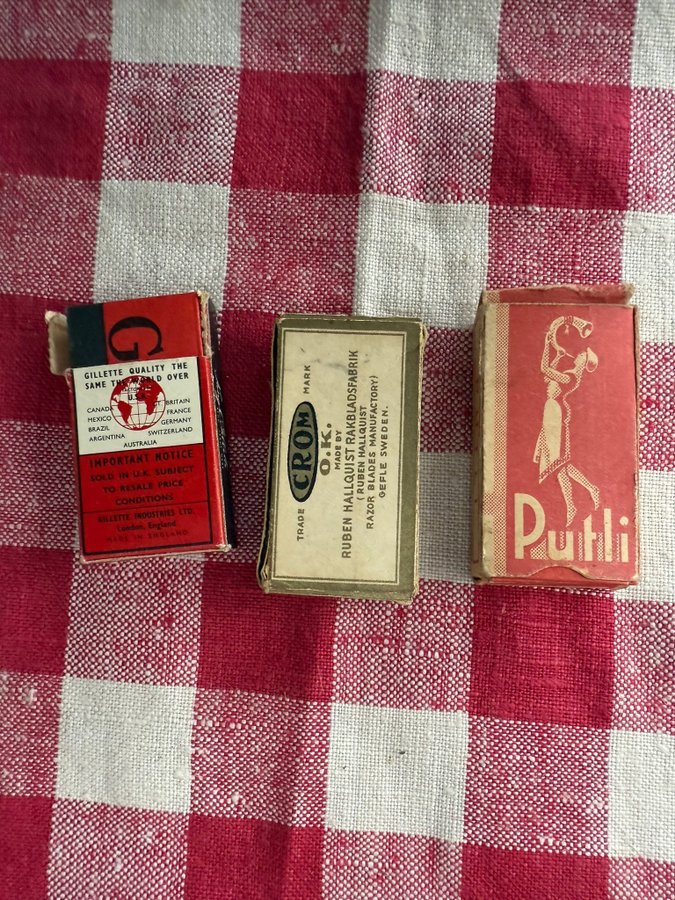 G
GILLETTE QUALITY THE
SAME THE WORLD OVER
U.S.
CANADA BRITAIN
MEXICO FRANCE
BRAZIL GERMANY
ARGENTINA SWITZERLAND
AUSTRALIA
IMPORTANT NOTICE
SOLD IN U.K. SUBJECT
TO RESALE PRICE
CONDITIONS
GILLETTE INDUSTRIES LTD.
London, England
MADE IN ENGLAND
TRADE CROM MARK
O.K.
MADE BY
RUBEN HALLQUIST RAKBLADSFABRIK
(RUBEN HALLQUIST
RAZOR BLADES MANUFACTORY)
GEFLE SWEDEN.
Putli